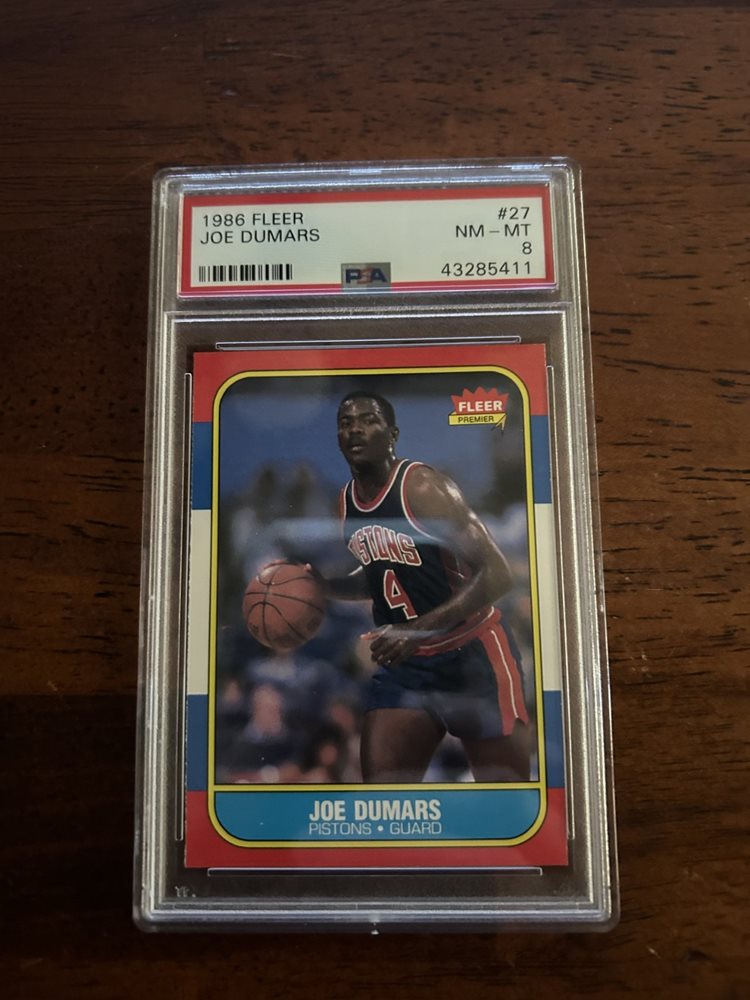 1986 FLEER
JOE DUMARS
#27
NM - MT
8
43285411
PSA
FLEER
PREMIER
PISTONS
4
JOE DUMARS
PISTONS • GUARD